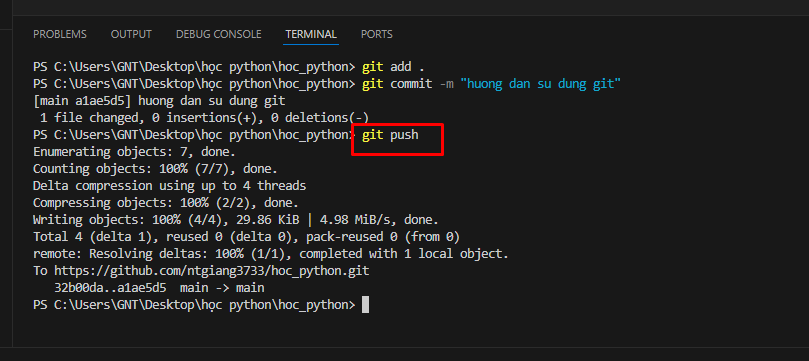 PROBLEMS OUTPUT DEBUG CONSOLE TERMINAL PORTS
PS C:\Users\GNT\Desktop\học python\hoc_python> git add .
PS C:\Users\GNT\Desktop\học python\hoc_python> git commit -m "huong dan su dung git"
[main a1ae5d5] huong dan su dung git
1 file changed, 0 insertions(+), 0 deletions(-)
PS C:\Users\GNT\Desktop\học python\hoc_python> git push
Enumerating objects: 7, done.
Counting objects: 100% (7/7), done.
Delta compression using up to 4 threads
Compressing objects: 100% (2/2), done.
Writing objects: 100% (4/4), 29.86 KiB | 4.98 MiB/s, done.
Total 4 (delta 1), reused 0 (delta 0), pack-reused 0 (from 0)
remote: Resolving deltas: 100% (1/1), completed with 1 local object.
To https://github.com/ntgiang3733/hoc_python.git
32b00da..a1ae5d5 main -> main
PS C:\Users\GNT\Desktop\học python\hoc_python>